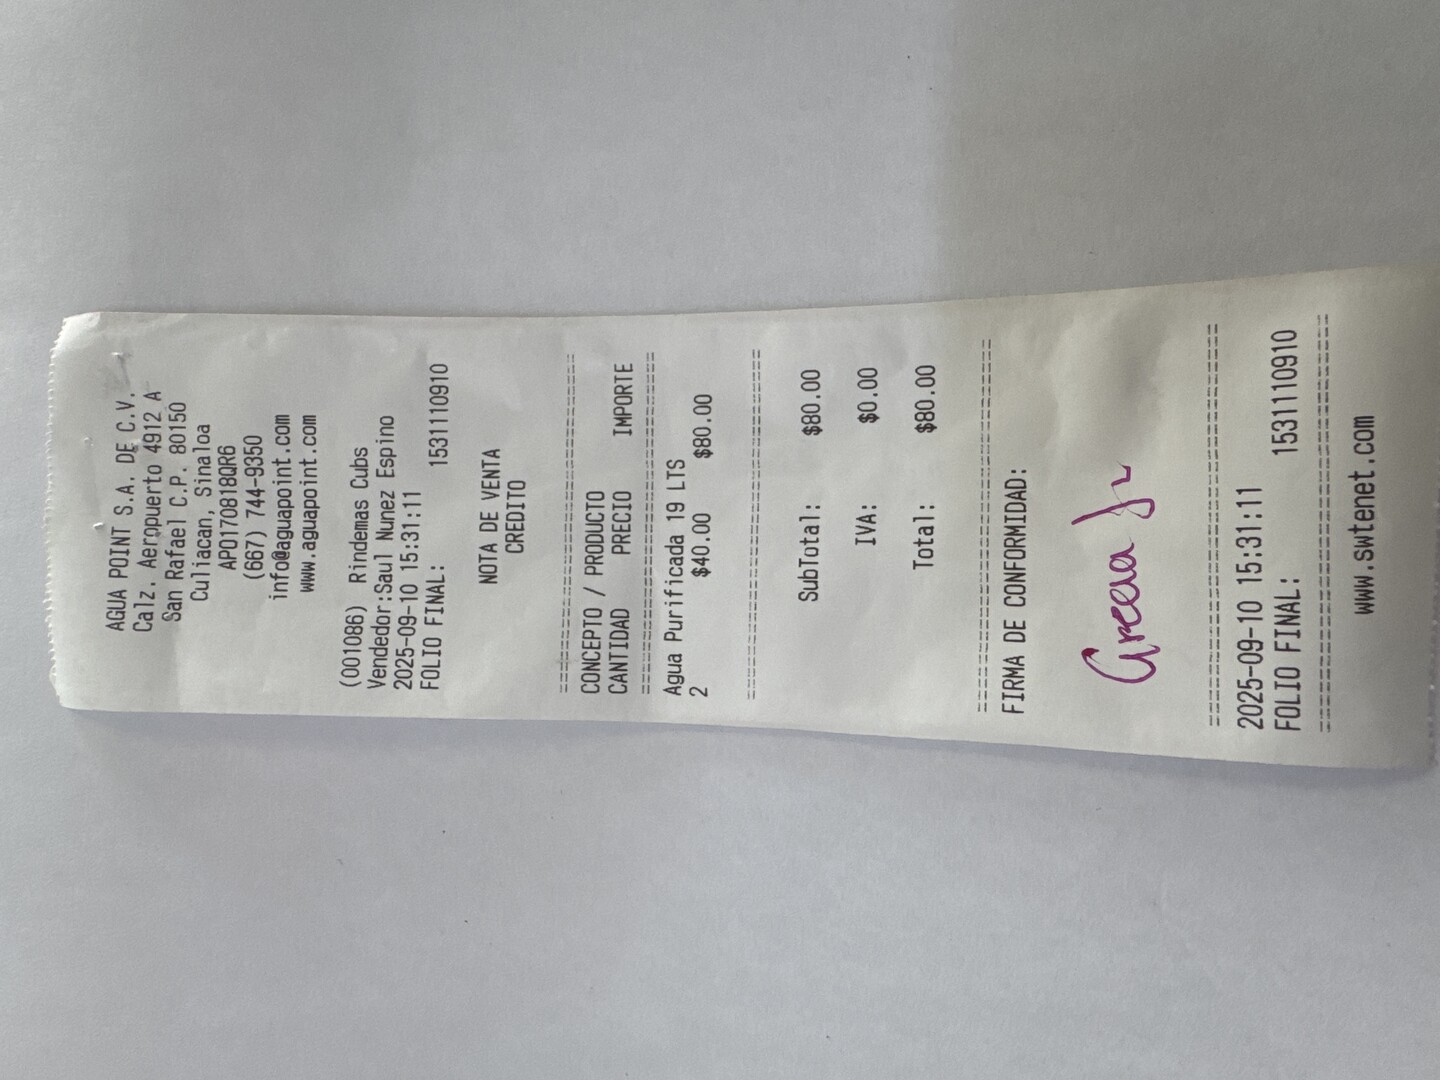 AGUA POINT S.A. DE C.V.
Calz. Aeropuerto 4912 A
San Rafael C.P. 80150
Culiacan, Sinaloa
APO170818QR6
(667) 744-9350
info@aguapoint.com
www.aguapoint.com
(001086) Rindemas Cubs
Vendedor:Saul Nunez Espino
2025-09-10 15:31:11
FOLIO FINAL: 1531110910
NOTA DE VENTA
CREDITO
================================
CONCEPTO / PRODUCTO
CANTIDAD PRECIO IMPORTE
================================
Agua Purificada 19 LTS
2 $40.00 $80.00
================================
SubTotal: $80.00
IVA: $0.00
Total: $80.00
================================
FIRMA DE CONFORMIDAD:
================================
2025-09-10 15:31:11
FOLIO FINAL: 1531110910
================================
www.swtenet.com